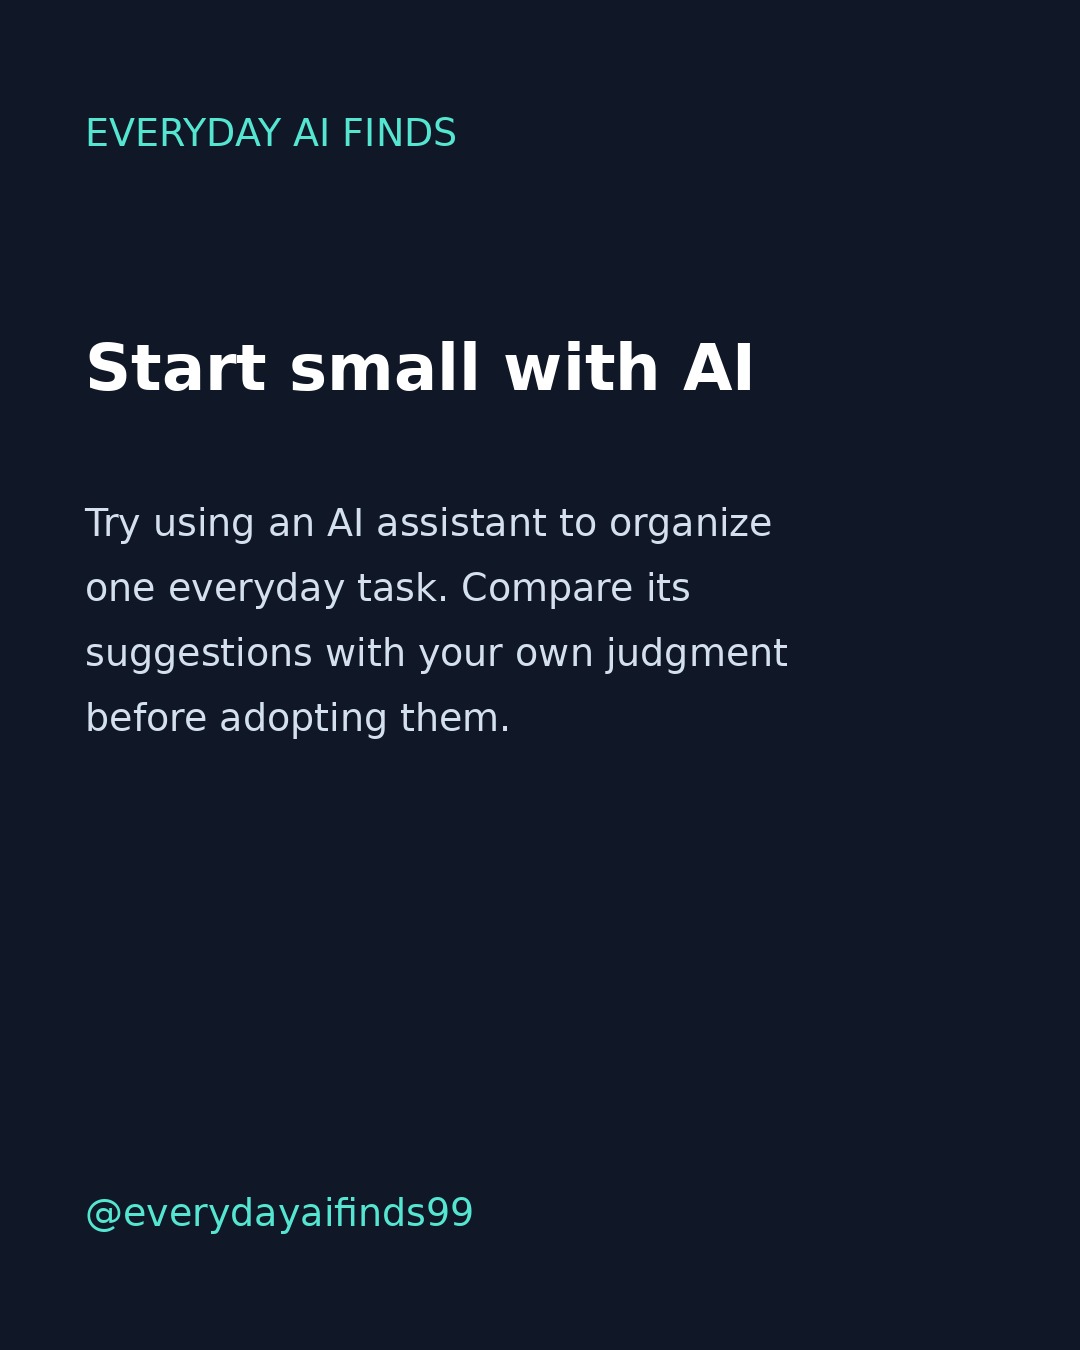 EVERYDAY AI FINDS
Start small with AI
Try using an AI assistant to organize
one everyday task. Compare its
suggestions with your own judgment
before adopting them.
@everydayaifinds99